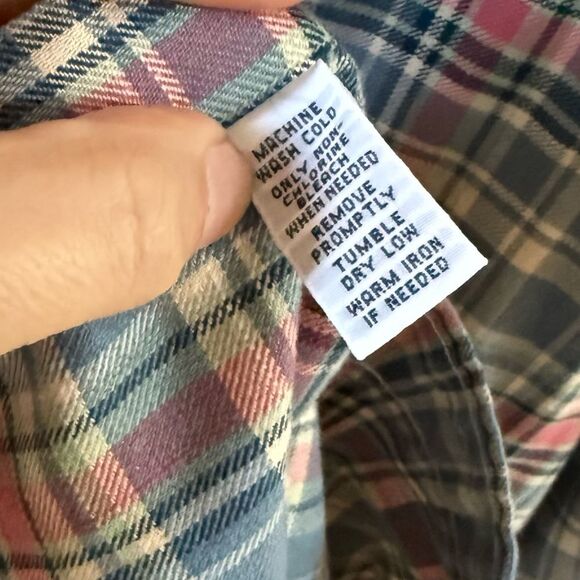 MACHINE
WASH COLD
ONLY NON-
CHLORINE
BLEACH
WHEN NEEDED
REMOVE
PROMPTLY
TUMBLE
DRY LOW
WARM IRON
IF NEEDED